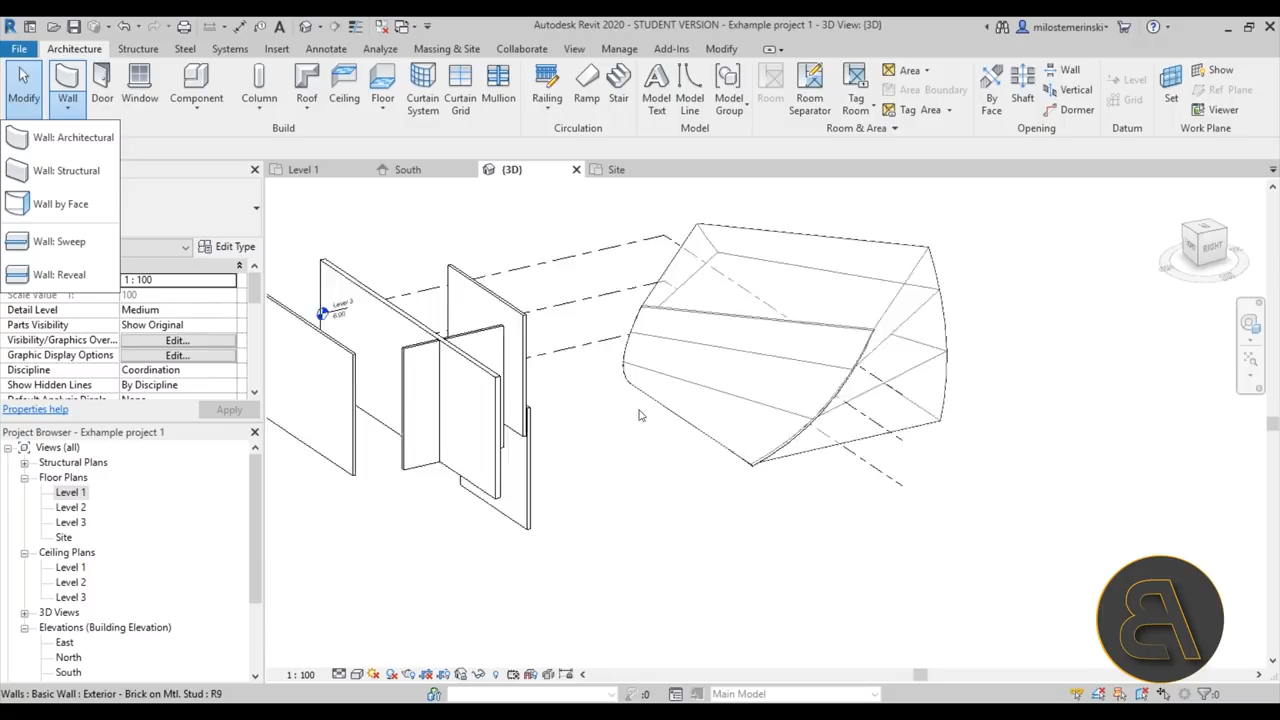 Autodesk Revit 2020 - STUDENT VERSION - Exhample project 1 - 3D View: {3D}
milostemerinski
File Architecture Structure Steel Systems Insert Annotate Analyze Massing & Site Collaborate View Manage Add-Ins Modify
Modify Wall Door Window Component Column Roof Ceiling Floor Curtain System Curtain Grid Mullion Railing Ramp Stair Model Text Model Line Model Group Room Room Separator Tag Room Area Area Boundary Tag Area By Face Shaft Wall Vertical Dormer Level Grid Set Show Ref Plane Viewer
Build Circulation Model Room & Area Opening Datum Work Plane
Wall: Architectural
Wall: Structural
Wall by Face
Wall: Sweep
Wall: Reveal
Level 1 South {3D} Site
Edit Type
1 : 100
Scale Value 1: 100
Detail Level Medium
Parts Visibility Show Original
Visibility/Graphics Over... Edit...
Graphic Display Options Edit...
Discipline Coordination
Show Hidden Lines By Discipline
Properties help Apply
Project Browser - Exhample project 1
Views (all)
Structural Plans
Floor Plans
Level 1
Level 2
Level 3
Site
Ceiling Plans
Level 1
Level 2
Level 3
3D Views
Elevations (Building Elevation)
East
North
South
Level 3
6.00
RIGHT
1 : 100
Walls : Basic Wall : Exterior - Brick on Mtl. Stud : R9
:0
Main Model
:0